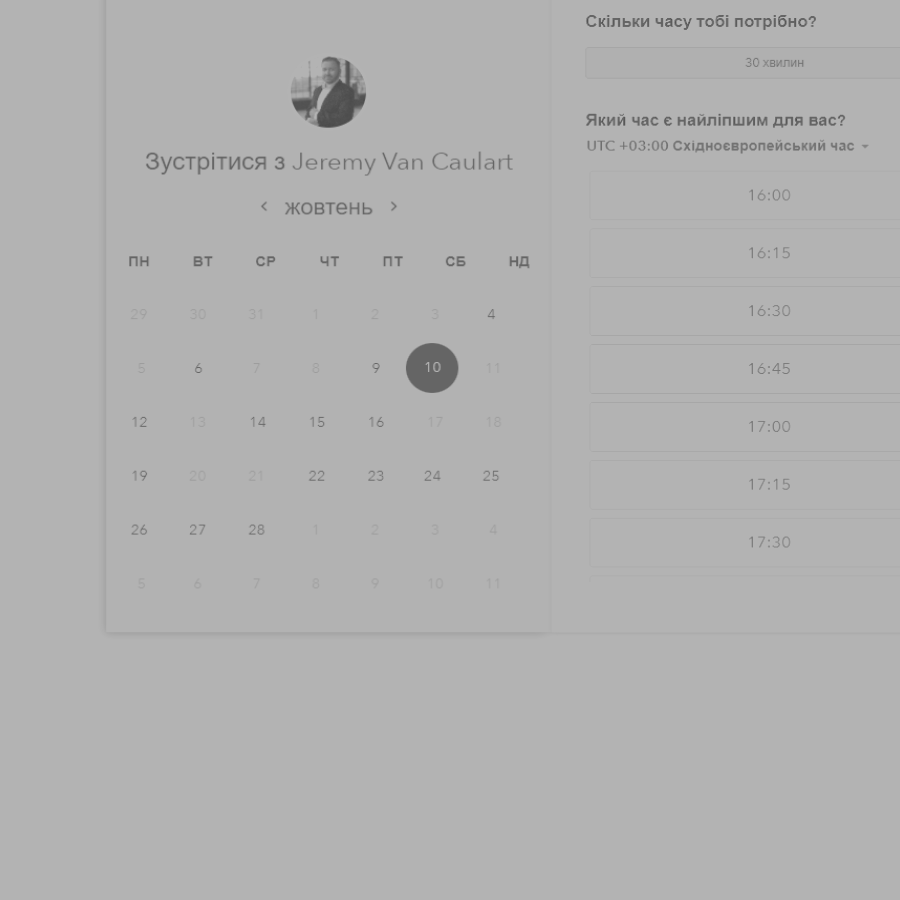 Зустрітися з Jeremy Van Caulart
жовтень
ПН ВТ СР ЧТ ПТ СБ НД
29 30 31 1 2 3 4
5 6 7 8 9 10 11
12 13 14 15 16 17 18
19 20 21 22 23 24 25
26 27 28 1 2 3 4
5 6 7 8 9 10 11
Скільки часу тобі потрібно?
30 хвилин
Який час є найліпшим для вас?
UTC +03:00 Східноєвропейський час
16:00
16:15
16:30
16:45
17:00
17:15
17:30